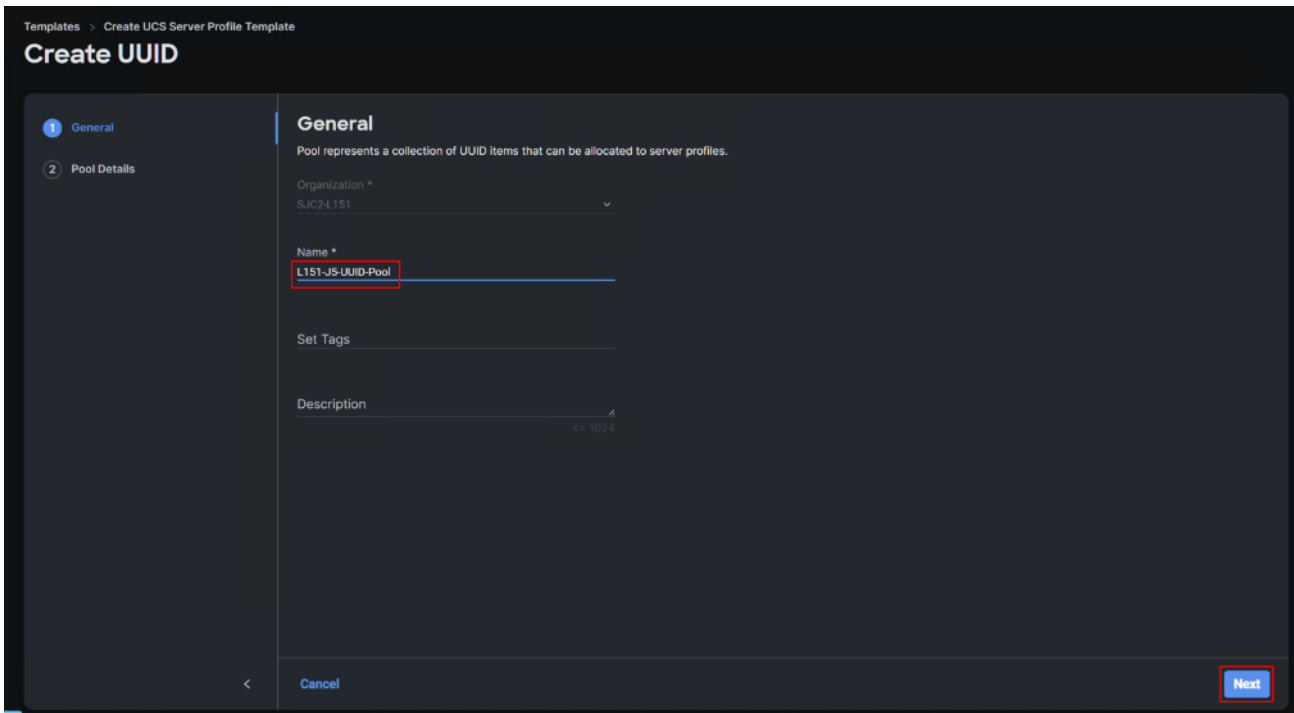 Templates > Create UCS Server Profile Template
Create UUID
1 General
2 Pool Details
General
Pool represents a collection of UUID items that can be allocated to server profiles.
Organization *
SJC2-L151
Name *
L151-J5-UUID-Pool
Set Tags
Description
<= 1024
Cancel
Next